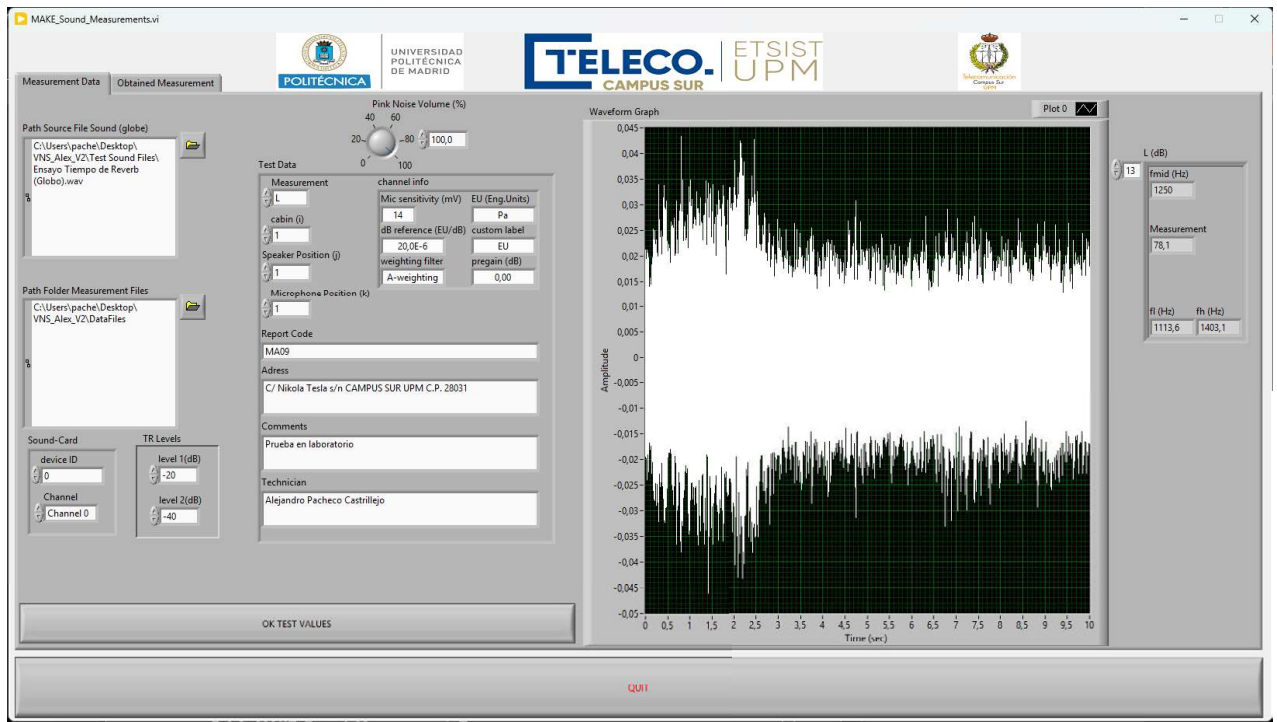 MAKE_Sound_Measurements.vi
POLITÉCNICA
UNIVERSIDAD
POLITÉCNICA
DE MADRID
TELECO.
CAMPUS SUR
ETSIST
UPM
Telecomunicación
Campus Sur
UPM
Measurement Data
Obtained Measurement
Path Source File Sound (globe)
C:\Users\pache\Desktop\
VNS_Alex_V2\Test Sound Files\
Ensayo Tiempo de Reverb
(Globo).wav
Path Folder Measurement Files
C:\Users\pache\Desktop\
VNS_Alex_V2\DataFiles
Sound-Card
device ID
0
Channel
Channel 0
TR Levels
level 1(dB)
-20
level 2(dB)
-40
Pink Noise Volume (%)
40 60
20 80
0 100
100,0
Test Data
Measurement
L
cabin (i)
1
Speaker Position (j)
1
Microphone Position (k)
1
channel info
Mic sensitivity (mV) EU (Eng.Units)
14 Pa
dB reference (EU/dB) custom label
20,0E-6 EU
weighting filter pregain (dB)
A-weighting 0,00
Report Code
MA09
Adress
C/ Nikola Tesla s/n CAMPUS SUR UPM C.P. 28031
Comments
Prueba en laboratorio
Technician
Alejandro Pacheco Castrillejo
OK TEST VALUES
Waveform Graph
Plot 0
Amplitude
0,045
0,04
0,035
0,03
0,025
0,02
0,015
0,01
0,005
0
-0,005
-0,01
-0,015
-0,02
-0,025
-0,03
-0,035
-0,04
-0,045
-0,05
0 0,5 1 1,5 2 2,5 3 3,5 4 4,5 5 5,5 6 6,5 7 7,5 8 8,5 9 9,5 10
Time (sec)
L (dB)
13
fmid (Hz)
1250
Measurement
78,1
fl (Hz) fh (Hz)
1113,6 1403,1
QUIT